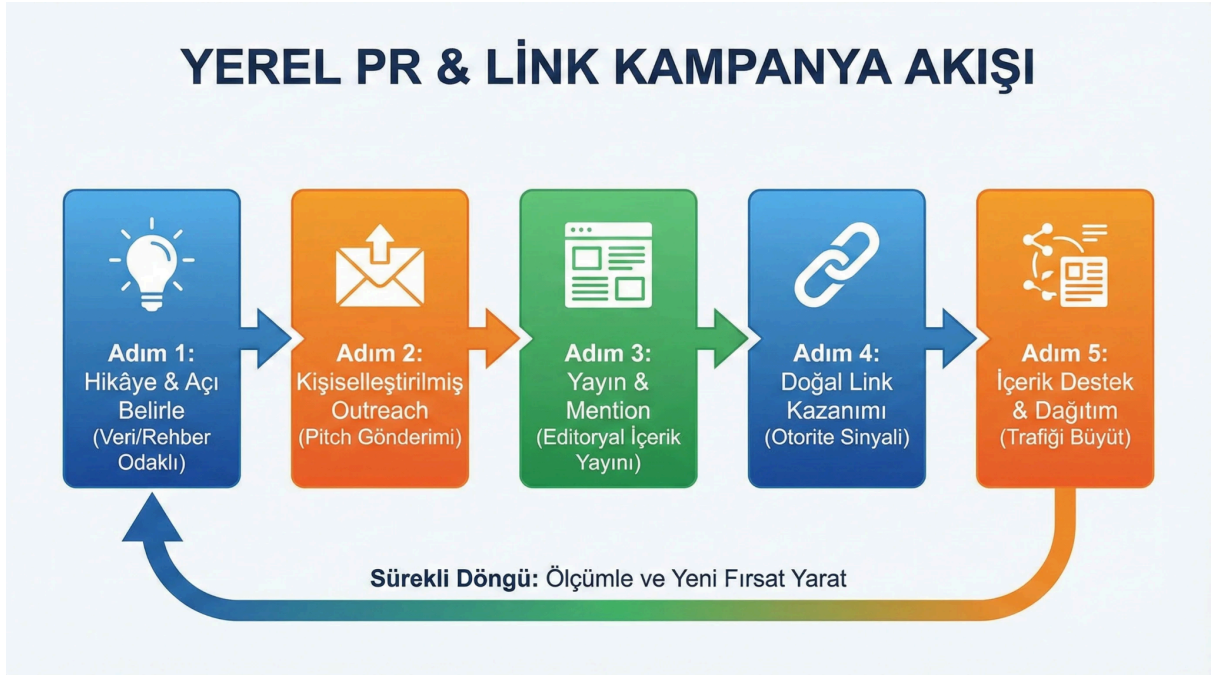 YEREL PR & LİNK KAMPANYA AKIŞI
Adım 1:
Hikâye & Açı
Belirle
(Veri/Rehber
Odaklı)
Adım 2:
Kişiselleştirilmiş
Outreach
(Pitch Gönderimi)
Adım 3:
Yayın &
Mention
(Editoryal İçerik
Yayını)
Adım 4:
Doğal Link
Kazanımı
(Otorite Sinyali)
Adım 5:
İçerik Destek
& Dağıtım
(Trafiği Büyüt)
Sürekli Döngü: Ölçümle ve Yeni Fırsat Yarat